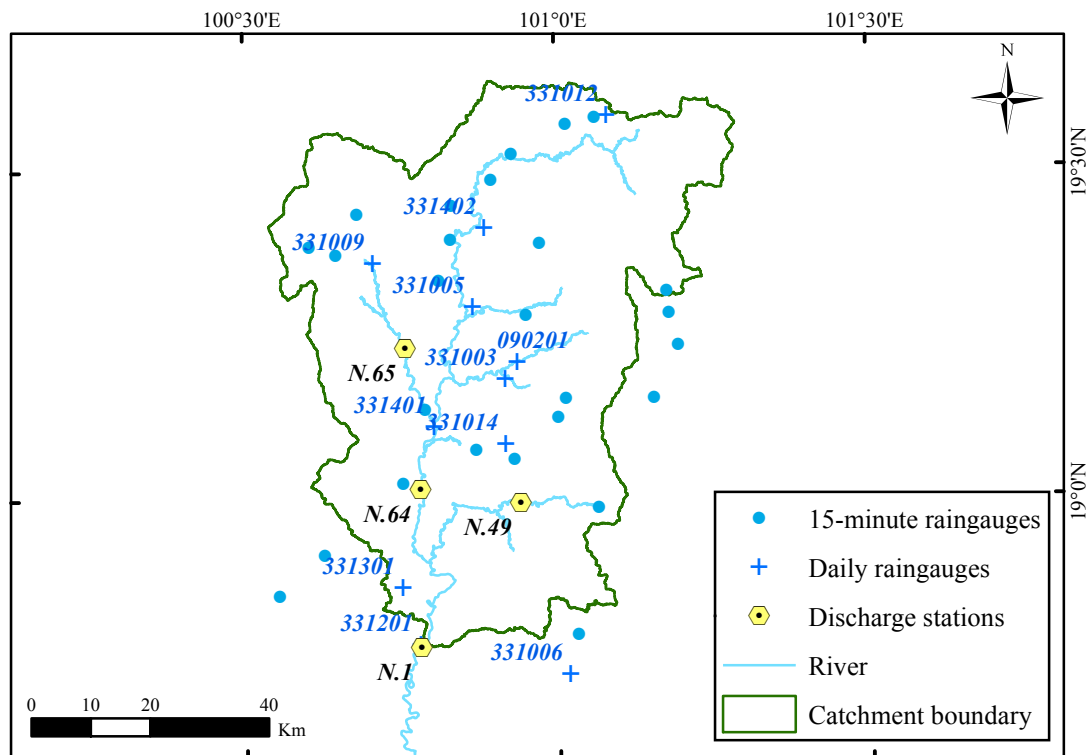 100°30'E 101°0'E 101°30'E
N
331012
19°30'N
331402
331009
331005
090201
331003
N.65
331401
331014
19°0'N
N.64
N.49
15-minute raingauges
331301
Daily raingauges
331201
Discharge stations
331006
N.1
River
0 10 20 40
Km
Catchment boundary